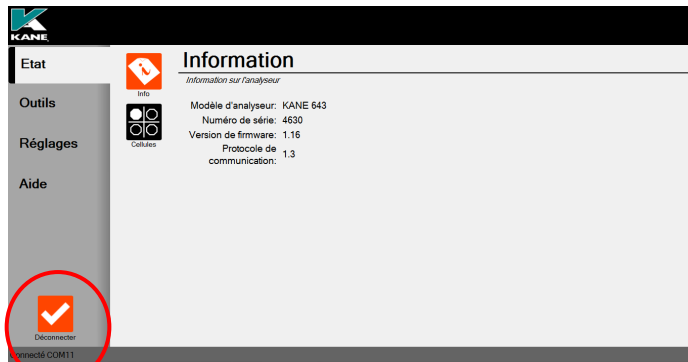 KANE
Etat
Outils
Réglages
Aide
Info
Cellules
Information
Information sur l'analyseur
Modèle d'analyseur: KANE 643
Numéro de série: 4630
Version de firmware: 1.16
Protocole de
communication: 1.3
Déconnecter
Connecté COM11